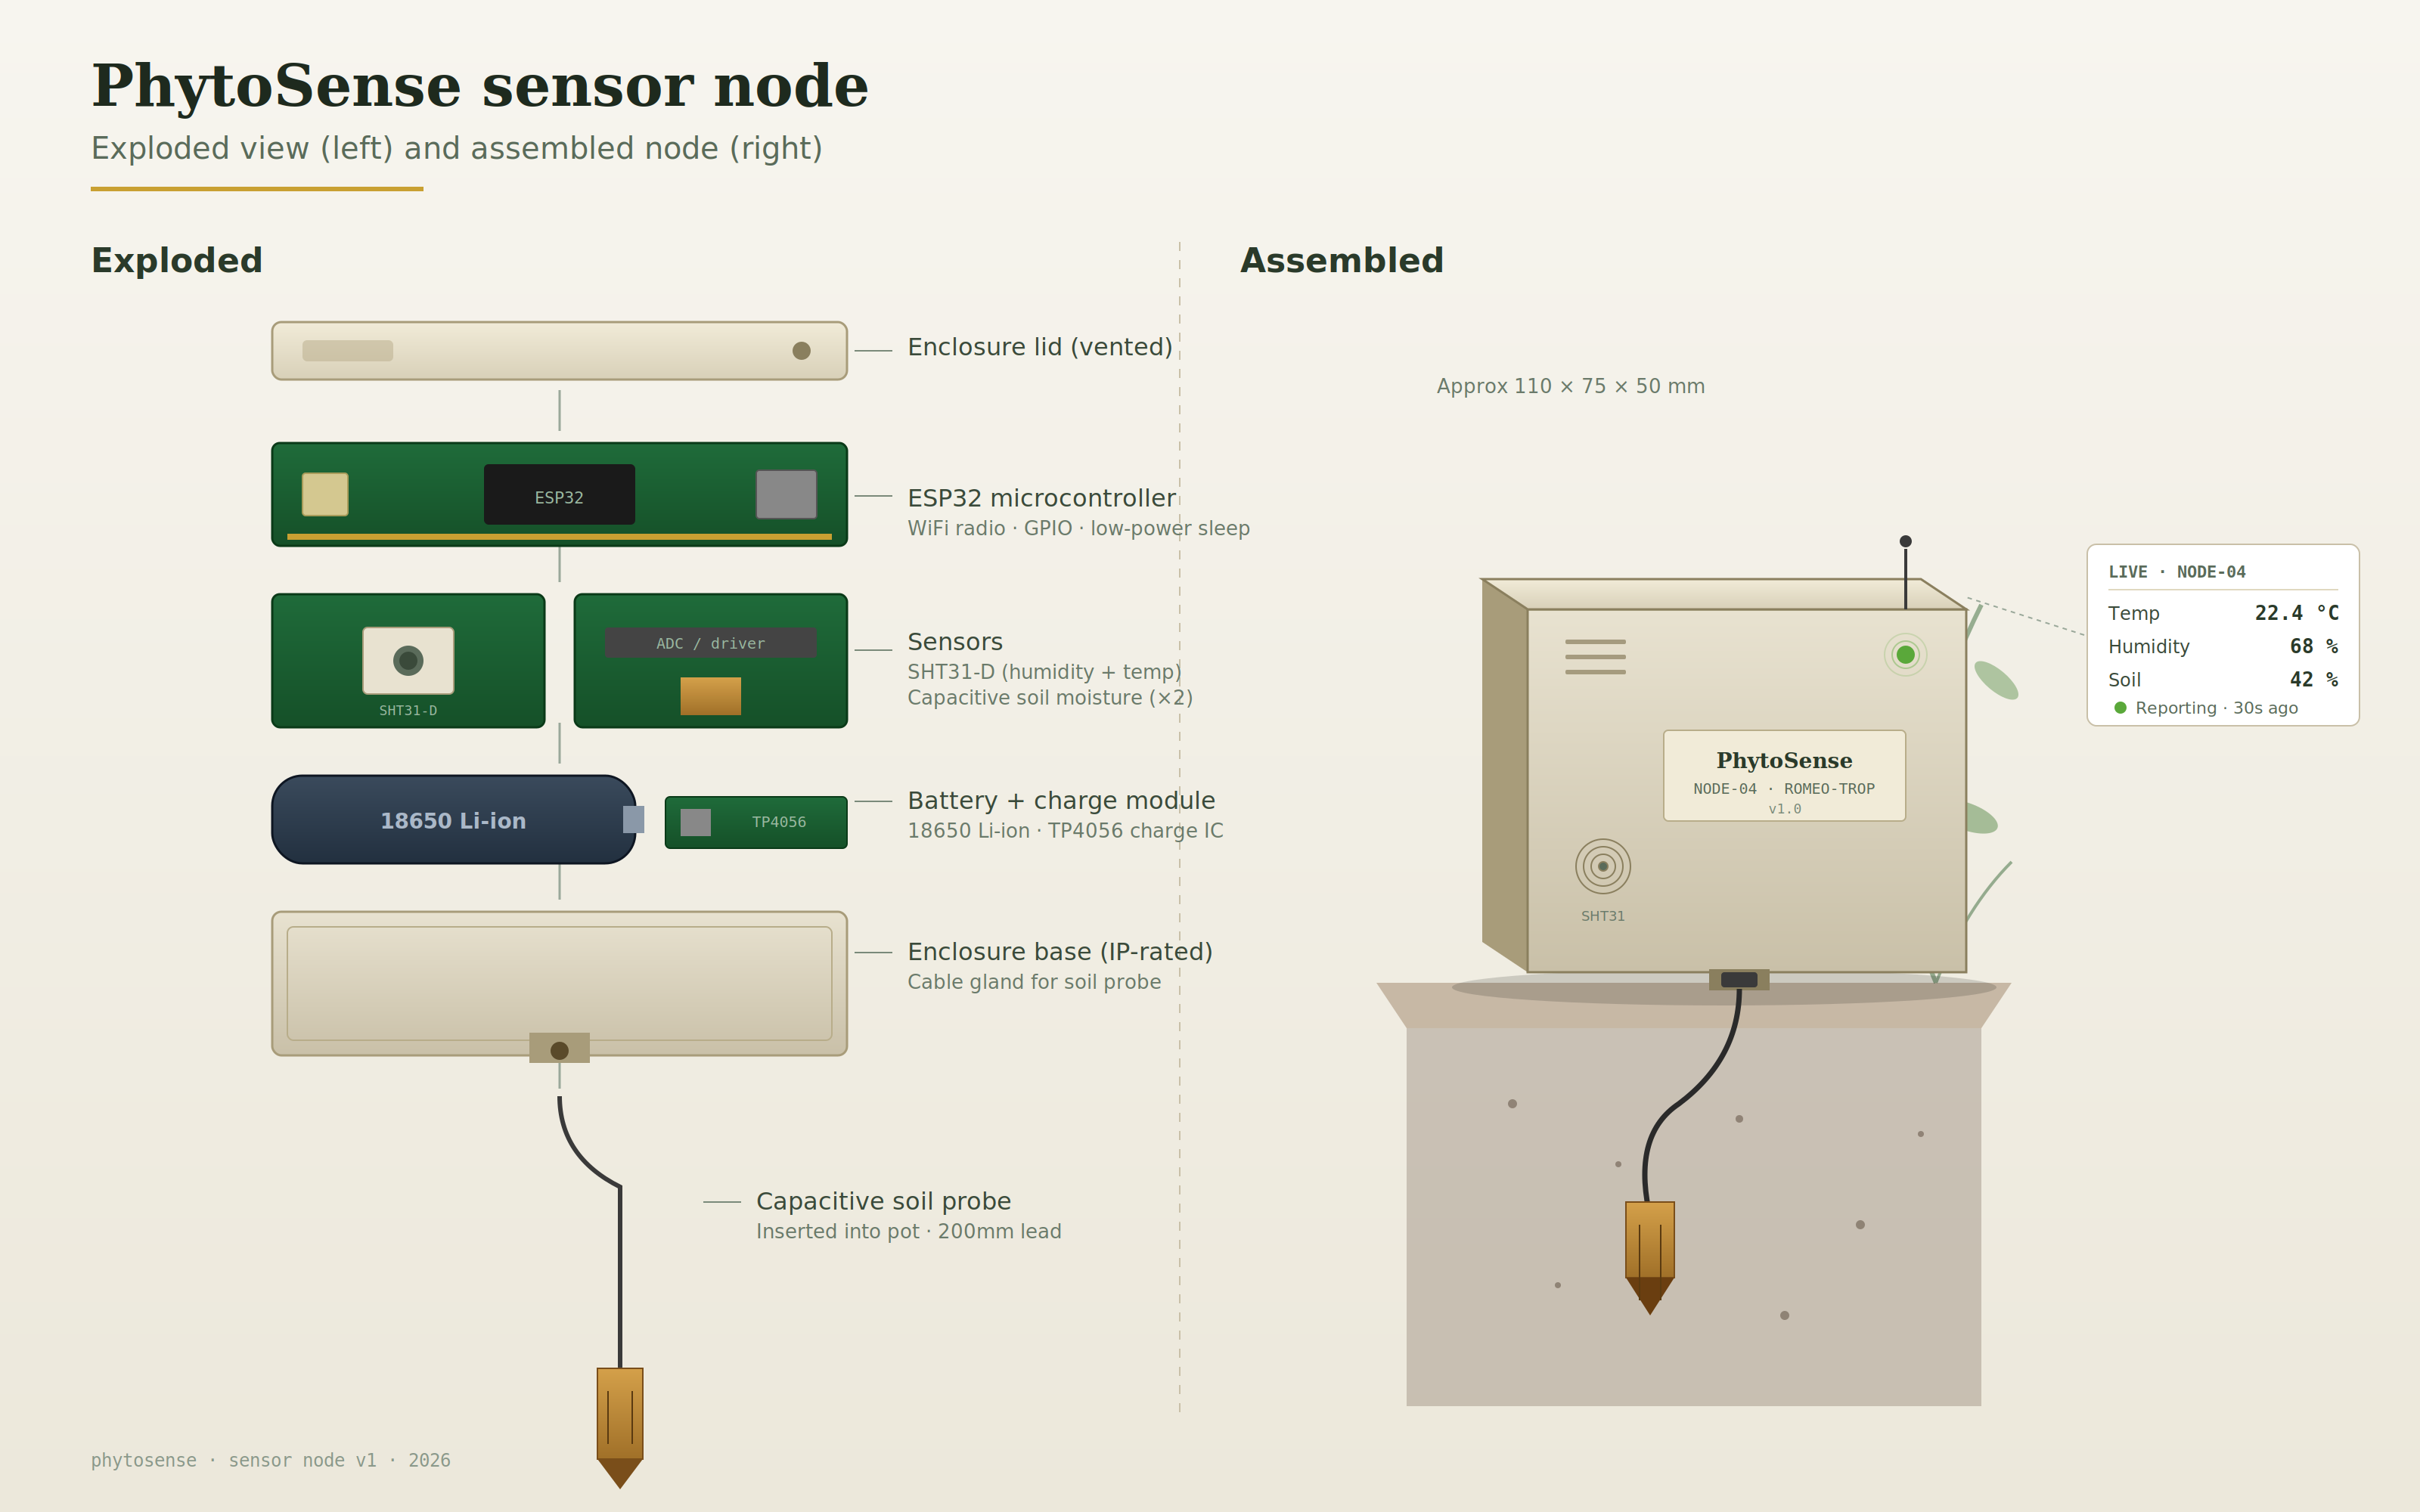 PhytoSense sensor node
Exploded view (left) and assembled node (right)
Exploded
Enclosure lid (vented)
ESP32
ESP32 microcontroller
WiFi radio · GPIO · low-power sleep
SHT31-D
ADC / driver
Sensors
SHT31-D (humidity + temp)
Capacitive soil moisture (×2)
18650 Li-ion
TP4056
Battery + charge module
18650 Li-ion · TP4056 charge IC
Enclosure base (IP-rated)
Cable gland for soil probe
Capacitive soil probe
Inserted into pot · 200mm lead
Assembled
Approx 110 × 75 × 50 mm
PhytoSense
NODE-04 · ROMEO-TROP
v1.0
SHT31
LIVE · NODE-04
Temp 22.4 °C
Humidity 68 %
Soil 42 %
Reporting · 30s ago
phytosense · sensor node v1 · 2026